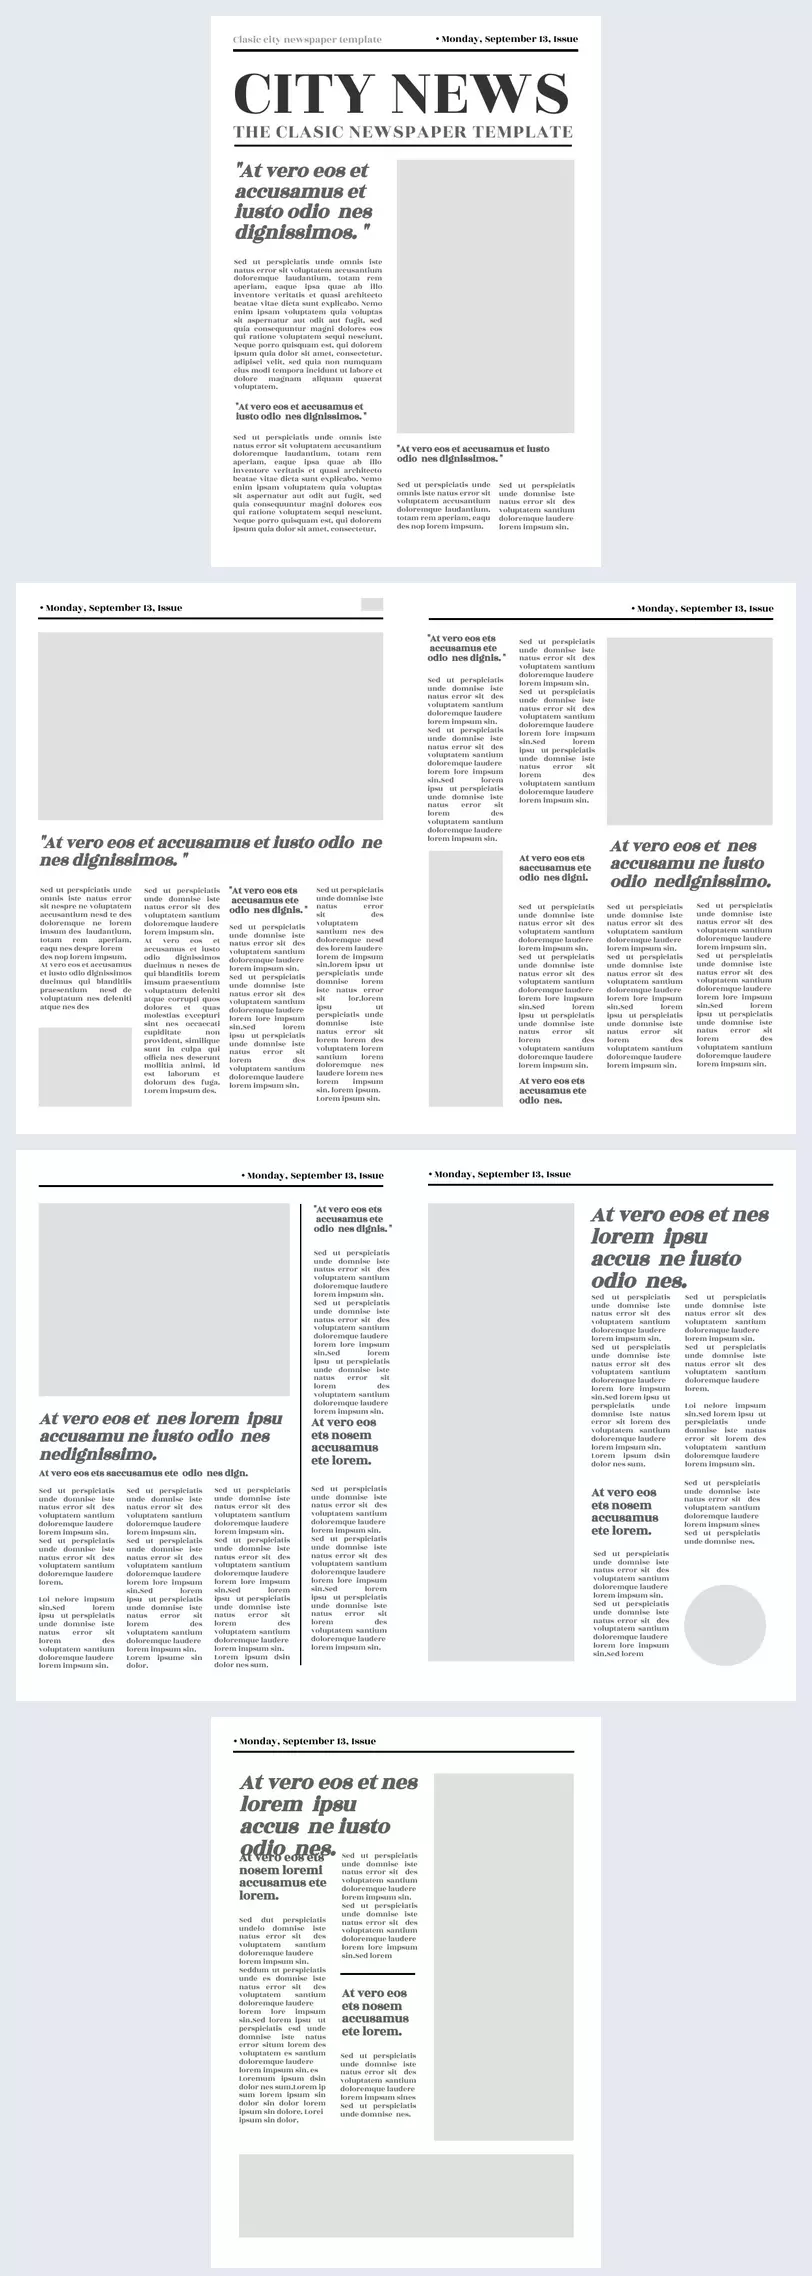 Clasic city newspaper template
• Monday, September 13, Issue
CITY NEWS
THE CLASIC NEWSPAPER TEMPLATE
"At vero eos et
accusamus et
iusto odio nes
dignissimos. "
Sed ut perspiciatis unde omnis iste
natus error sit voluptatem accusantium
doloremque laudantium, totam rem
aperiam, eaque ipsa quae ab illo
inventore veritatis et quasi architecto
beatae vitae dicta sunt explicabo. Nemo
enim ipsam voluptatem quia voluptas
sit aspernatur aut odit aut fugit, sed
quia consequuntur magni dolores eos
qui ratione voluptatem sequi nesciunt.
Neque porro quisquam est, qui dolorem
ipsum quia dolor sit amet, consectetur,
adipisci velit, sed quia non numquam
eius modi tempora incidunt ut labore et
dolore magnam aliquam quaerat
voluptatem.
"At vero eos et accusamus et
iusto odio nes dignissimos. "
Sed ut perspiciatis unde omnis iste
natus error sit voluptatem accusantium
doloremque laudantium, totam rem
aperiam, eaque ipsa quae ab illo
inventore veritatis et quasi architecto
beatae vitae dicta sunt explicabo. Nemo
enim ipsam voluptatem quia voluptas
sit aspernatur aut odit aut fugit, sed
quia consequuntur magni dolores eos
qui ratione voluptatem sequi nesciunt.
Neque porro quisquam est, qui dolorem
ipsum quia dolor sit amet, consectetur,
"At vero eos et accusamus et iusto
odio nes dignissimos. "
Sed ut perspiciatis unde
omnis iste natus error sit
voluptatem accusantium
doloremque laudantium,
totam rem aperiam, eaqu
des nop lorem impsum,
Sed ut perspiciatis
unde domnise iste
natus error sit des
voluptatem santium
doloremque laudere
lorem impsum sin.
• Monday, September 13, Issue
"At vero eos et accusamus et iusto odio ne
nes dignissimos. "
Sed ut perspiciatis unde
omnis iste natus error
sit nespre ne voluptatem
accusantium nesd te des
doloremque ne lorem
imsum des laudantium,
totam rem aperiam,
eaqu nes despre lorem
des nop lorem impsum,
At vero eos et accusamus
et iusto odio dignissimos
ducimus qui blanditiis
praesentium nesd de
voluptatum nes deleniti
atque nes des
Sed ut perspiciatis
unde domnise iste
natus error sit des
voluptatem santium
doloremque laudere
lorem impsum sin.
At vero eos et
accusamus et iusto
odio dignissimos
ducimus n neses de
qui blanditiis lorem
imsum praesentium
voluptatum deleniti
atque corrupti quos
dolores et quas
molestias excepturi
sint nes occaecati
cupiditate non
provident, similique
sunt in culpa qui
officia nes deserunt
mollitia animi, id
est laborum et
dolorum des fuga.
Lorem impsum des.
"At vero eos ets
accusamus ete
odio nes dignis. "
Sed ut perspiciatis
unde domnise iste
natus error sit des
voluptatem santium
doloremque laudere
lorem impsum sin.
Sed ut perspiciatis
unde domnise iste
natus error sit des
voluptatem santium
doloremque laudere
lorem lore impsum
sin.Sed lorem
ipsu ut perspiciatis
unde domnise iste
natus error sit
lorem des
voluptatem santium
doloremque laudere
lorem impsum sin.
Sed ut perspiciatis
unde domnise iste
natus error
sit des
voluptatem
santium nes des
doloremque nesd
des lorem laudere
lorem de impsum
sin.lorem ipsu ut
perspiciatis unde
domnise lorem
iste natus error
sit lor.lorem
ipsu ut
perspiciatis unde
domnise iste
natus error sit
lorem lorem des
voluptatem lorem
santium lorem
doloremque nes
laudere lorem nes
lorem impsum
sin. lorem ipsum.
Lorem ipsum sin.
• Monday, September 13, Issue
"At vero eos ets
accusamus ete
odio nes dignis. "
Sed ut perspiciatis
unde domnise iste
natus error sit des
voluptatem santium
doloremque laudere
lorem impsum sin.
Sed ut perspiciatis
unde domnise iste
natus error sit des
voluptatem santium
doloremque laudere
lorem lore impsum
sin.Sed lorem
ipsu ut perspiciatis
unde domnise iste
natus error sit
lorem des
voluptatem santium
doloremque laudere
lorem impsum sin.
Sed ut perspiciatis
unde domnise iste
natus error sit des
voluptatem santium
doloremque laudere
lorem impsum sin.
Sed ut perspiciatis
unde domnise iste
natus error sit des
voluptatem santium
doloremque laudere
lorem lore impsum
sin.Sed lorem
ipsu ut perspiciatis
unde domnise iste
natus error sit
lorem des
voluptatem santium
doloremque laudere
lorem impsum sin.
At vero eos ets
saccusamus ete
odio nes digni.
Sed ut perspiciatis
unde domnise iste
natus error sit des
voluptatem santium
doloremque laudere
lorem impsum sin.
Sed ut perspiciatis
unde domnise iste
natus error sit des
voluptatem santium
doloremque laudere
lorem lore impsum
sin.Sed lorem
ipsu ut perspiciatis
unde domnise iste
natus error sit
lorem des
voluptatem santium
doloremque laudere
lorem impsum sin.
At vero eos ets
accusamus ete
odio nes.
At vero eos et nes
accusamu ne iusto
odio nedignissimo.
Sed ut perspiciatis
unde domnise iste
natus error sit des
voluptatem santium
doloremque laudere
lorem impsum sin.
Sed ut perspiciatis
unde domnise iste
natus error sit des
voluptatem santium
doloremque laudere
lorem lore impsum
sin.Sed lorem
ipsu ut perspiciatis
unde domnise iste
natus error sit
lorem des
voluptatem santium
doloremque laudere
lorem impsum sin.
Sed ut perspiciatis
unde domnise iste
natus error sit des
voluptatem santium
doloremque laudere
lorem impsum sin.
Sed ut perspiciatis
unde domnise iste
natus error sit des
voluptatem santium
doloremque laudere
lorem lore impsum
sin.Sed lorem
ipsu ut perspiciatis
unde domnise iste
natus error sit
lorem des
voluptatem santium
doloremque laudere
lorem impsum sin.
• Monday, September 13, Issue
At vero eos et nes lorem ipsu
accusamu ne iusto odio nes
nedignissimo.
At vero eos ets saccusamus ete odio nes dign.
Sed ut perspiciatis
unde domnise iste
natus error sit des
voluptatem santium
doloremque laudere
lorem impsum sin.
Sed ut perspiciatis
unde domnise iste
natus error sit des
voluptatem santium
doloremque laudere
lorem.
Loi nelore impsum
sin.Sed lorem
ipsu ut perspiciatis
unde domnise iste
natus error sit
lorem des
voluptatem santium
doloremque laudere
lorem impsum sin.
Sed ut perspiciatis
unde domnise iste
natus error sit des
voluptatem santium
doloremque laudere
lorem impsum sin.
Sed ut perspiciatis
unde domnise iste
natus error sit des
voluptatem santium
doloremque laudere
lorem lore impsum
sin.Sed lorem
ipsu ut perspiciatis
unde domnise iste
natus error sit
lorem des
voluptatem santium
doloremque laudere
lorem impsum sin.
Lorem ipsume sin
dolor.
Sed ut perspiciatis
unde domnise iste
natus error sit des
voluptatem santium
doloremque laudere
lorem impsum sin.
Sed ut perspiciatis
unde domnise iste
natus error sit des
voluptatem santium
doloremque laudere
lorem lore impsum
sin.Sed lorem
ipsu ut perspiciatis
unde domnise iste
natus error sit
lorem des
voluptatem santium
doloremque laudere
lorem impsum sin.
Lorem ipsum dsin
dolor nes sum.
"At vero eos ets
accusamus ete
odio nes dignis. "
Sed ut perspiciatis
unde domnise iste
natus error sit des
voluptatem santium
doloremque laudere
lorem impsum sin.
Sed ut perspiciatis
unde domnise iste
natus error sit des
voluptatem santium
doloremque laudere
lorem lore impsum
sin.Sed lorem
ipsu ut perspiciatis
unde domnise iste
natus error sit
lorem des
voluptatem santium
doloremque laudere
lorem impsum sin.
At vero eos
ets nosem
accusamus
ete lorem.
Sed ut perspiciatis
unde domnise iste
natus error sit des
voluptatem santium
doloremque laudere
lorem impsum sin.
Sed ut perspiciatis
unde domnise iste
natus error sit des
voluptatem santium
doloremque laudere
lorem lore impsum
sin.Sed lorem
ipsu ut perspiciatis
unde domnise iste
natus error sit
lorem des
voluptatem santium
doloremque laudere
lorem impsum sin.
• Monday, September 13, Issue
At vero eos et nes
lorem ipsu
accus ne iusto
odio nes.
Sed ut perspiciatis
unde domnise iste
natus error sit des
voluptatem santium
doloremque laudere
lorem impsum sin.
Sed ut perspiciatis
unde domnise iste
natus error sit des
voluptatem santium
doloremque laudere
lorem lore impsum
sin.Sed lorem ipsu ut
perspiciatis unde
domnise iste natus
error sit lorem des
voluptatem santium
doloremque laudere
lorem impsum sin.
Lorem ipsum dsin
dolor nes sum.
At vero eos
ets nosem
accusamus
ete lorem.
Sed ut perspiciatis
unde domnise iste
natus error sit des
voluptatem santium
doloremque laudere
lorem impsum sin.
Sed ut perspiciatis
unde domnise iste
natus error sit des
voluptatem santium
doloremque laudere
lorem lore impsum
sin.Sed lorem
Sed ut perspiciatis
unde domnise iste
natus error sit des
voluptatem santium
doloremque laudere
lorem impsum sin.
Sed ut perspiciatis
unde domnise iste
natus error sit des
voluptatem santium
doloremque laudere
lorem.
Loi nelore impsum
sin.Sed lorem ipsu ut
perspiciatis unde
domnise iste natus
error sit lorem des
voluptatem santium
doloremque laudere
lorem impsum sin.
Sed ut perspiciatis
unde domnise iste
natus error sit des
voluptatem santium
doloremque laudere
lorem impsum sines
Sed ut perspiciatis
unde domnise nes.
• Monday, September 13, Issue
At vero eos et nes
lorem ipsu
accus ne iusto
odio nes.
At vero eos ets
nosem loremi
accusamus ete
lorem.
Sed dut perspiciatis
undeio domnise iste
natus error sit des
voluptatem santium
doloremque laudere
lorem impsum sin.
Seddum ut perspiciatis
unde es domnise iste
natus error sit des
voluptatem santium
doloremque laudere
lorem lore impsum
sin.Sed lorem ipsu ut
perspiciatis esd unde
domnise iste natus
error situm lorem des
voluptatem es santium
doloremque laudere
lorem impsum sin. es
Loremum ipsum dsin
dolor nes sum.Lorem ip
sum lorem ipsum sin
dolor sin dolor lorem
ipsum sin dolore. Lorei
ipsum sin dolor.
Sed ut perspiciatis
unde domnise iste
natus error sit des
voluptatem santium
doloremque laudere
lorem impsum sin.
Sed ut perspiciatis
unde domnise iste
natus error sit des
voluptatem santium
doloremque laudere
lorem lore impsum
sin.Sed lorem
At vero eos
ets nosem
accusamus
ete lorem.
Sed ut perspiciatis
unde domnise iste
natus error sit des
voluptatem santium
doloremque laudere
lorem impsum sines
Sed ut perspiciatis
unde domnise nes.